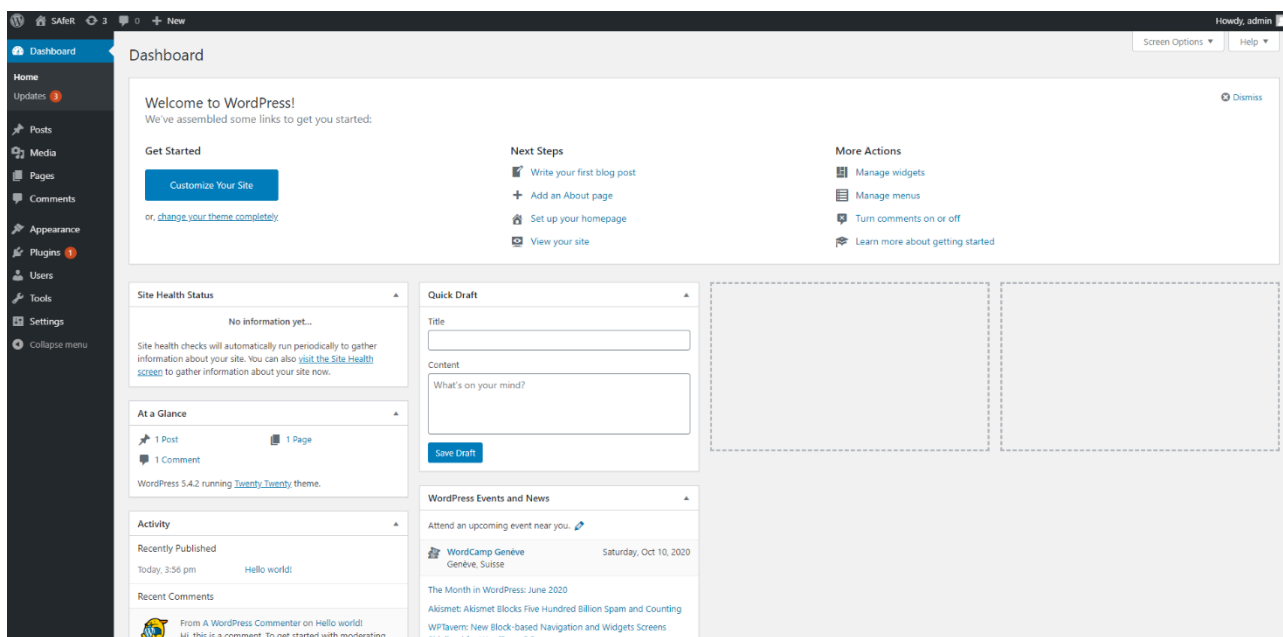 SAfeR 3 0 + New
Howdy, admin
Dashboard
Home
Updates 3
Posts
Media
Pages
Comments
Appearance
Plugins 1
Users
Tools
Settings
Collapse menu
Screen Options ▼
Help ▼
Dashboard
Welcome to WordPress!
We've assembled some links to get you started:
Dismiss
Get Started
Customize Your Site
or, change your theme completely
Next Steps
Write your first blog post
Add an About page
Set up your homepage
View your site
More Actions
Manage widgets
Manage menus
Turn comments on or off
Learn more about getting started
Site Health Status
No information yet...
Site health checks will automatically run periodically to gather
information about your site. You can also visit the Site Health
screen to gather information about your site now.
At a Glance
1 Post
1 Page
1 Comment
WordPress 5.4.2 running Twenty Twenty theme.
Activity
Recently Published
Today, 3:56 pm Hello world!
Recent Comments
From A WordPress Commenter on Hello world!
Hi, this is a comment. To get started with moderating
Quick Draft
Title
Content
What's on your mind?
Save Draft
WordPress Events and News
Attend an upcoming event near you.
WordCamp Genève
Saturday, Oct 10, 2020
Genève, Suisse
The Month in WordPress: June 2020
Akismet: Akismet Blocks Five Hundred Billion Spam and Counting
WPTavern: New Block-based Navigation and Widgets Screens